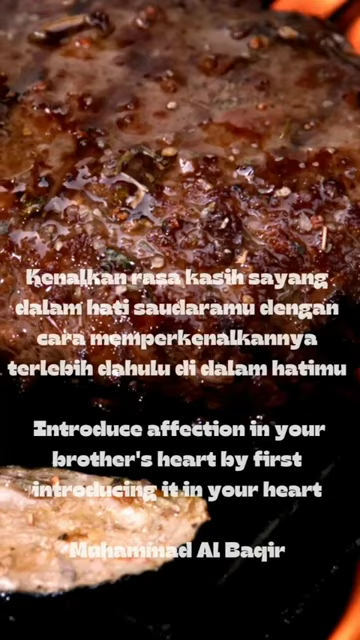 Kenalkan rasa kasih sayang
dalam hati saudaramu dengan
cara memperkenalkannya
terlebih dahulu di dalam hatimu
Introduce affection in your
brother's heart by first
introducing it in your heart
Muhammad Al Baqir